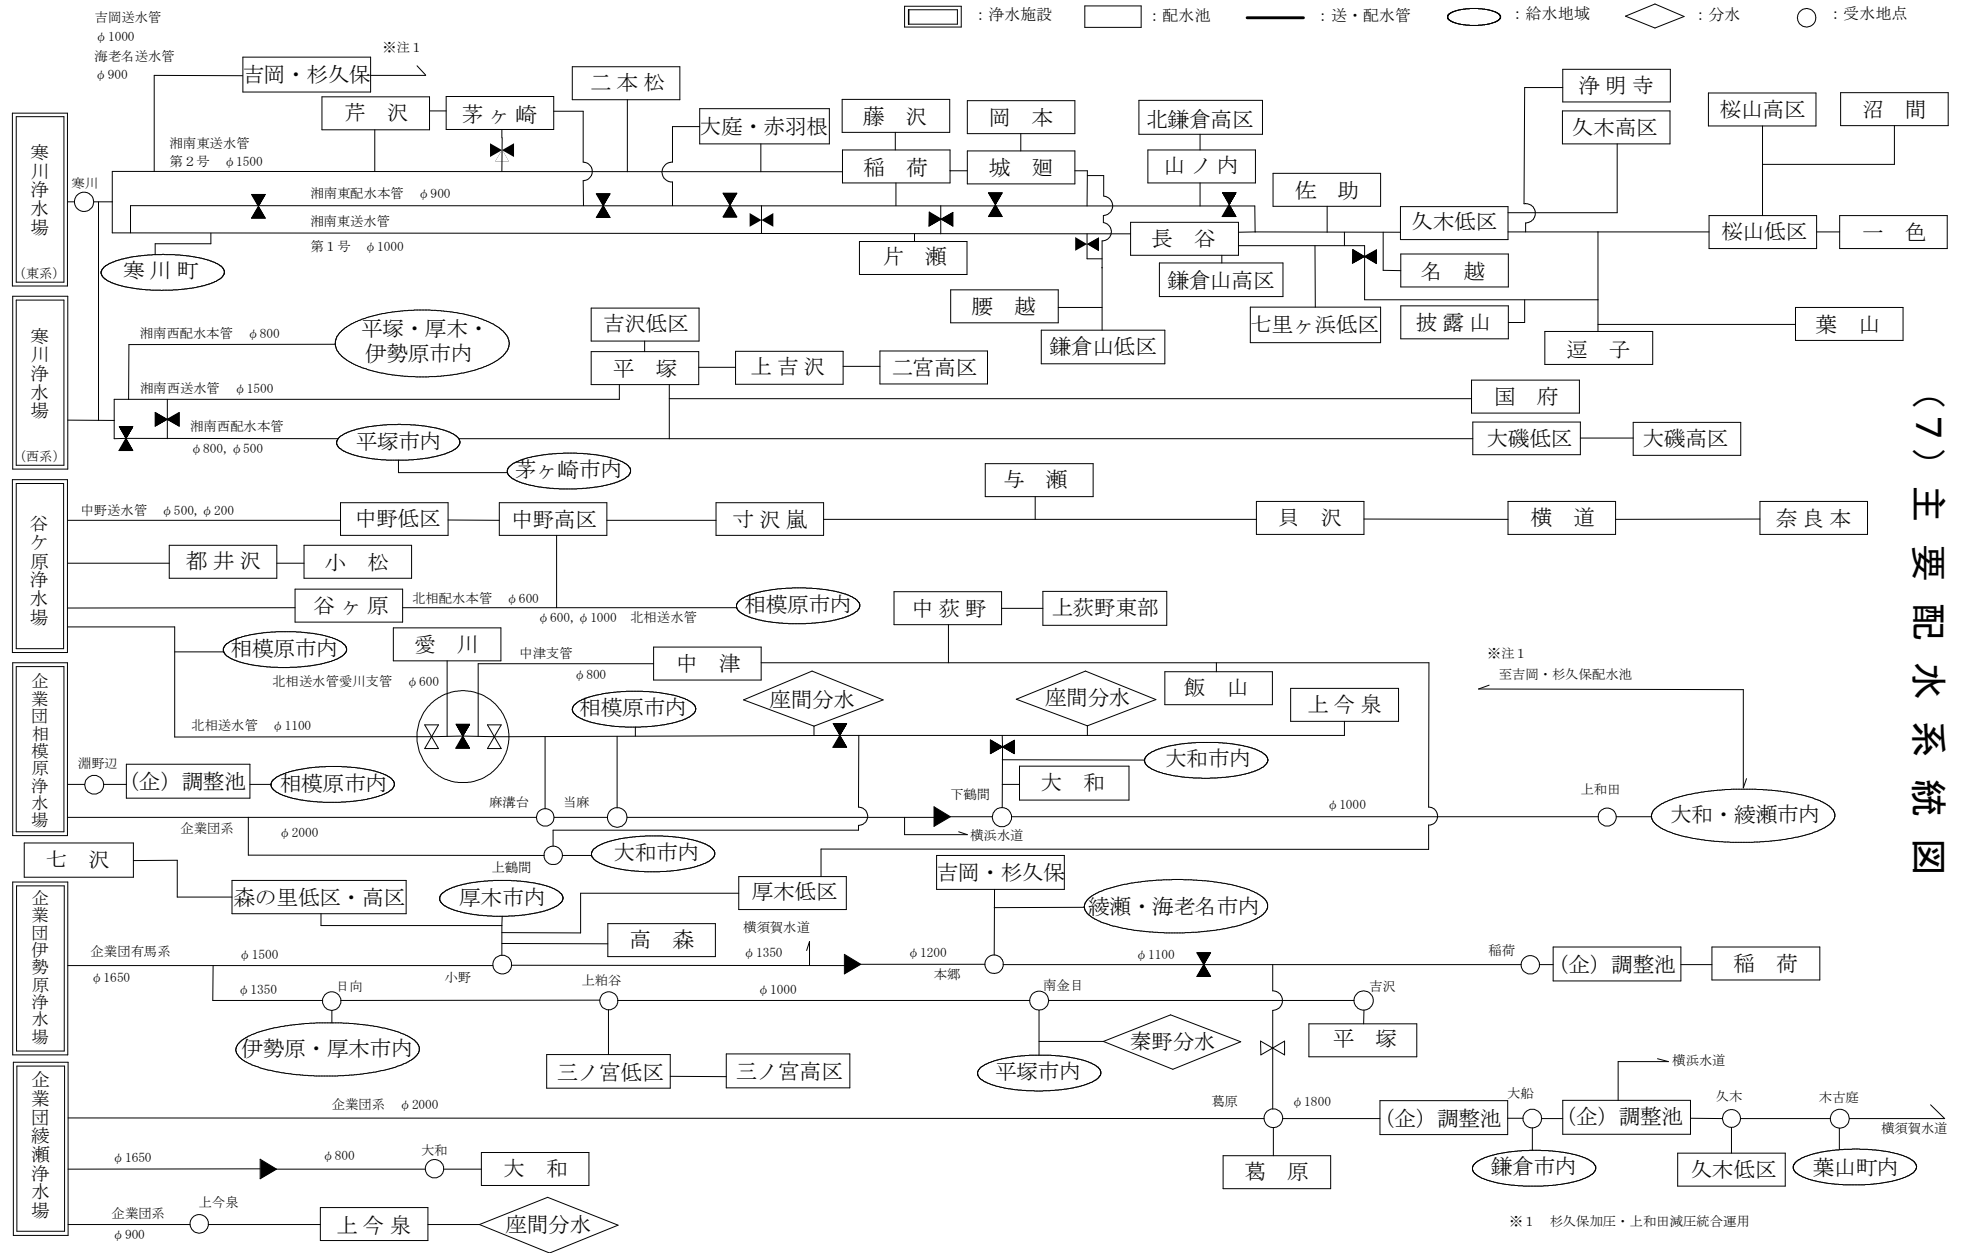 ：浄水施設
：配水池
：送・配水管
：給水地域
：分水
：受水地点
（７）主要配水系統図
吉岡送水管
φ1000
海老名送水管
φ900
※注１
吉岡・杉久保
二本松
芹沢
茅ヶ崎
大庭・赤羽根
藤沢
岡本
北鎌倉高区
浄明寺
久木高区
桜山高区
沼間
寒川浄水場
（東系）
寒川
湘南東送水管
第２号 φ1500
稲荷
城廻
山ノ内
佐助
湘南東配水本管 φ900
湘南東送水管
第１号 φ1000
寒川町
片瀬
長谷
久木低区
桜山低区
一色
鎌倉山高区
名越
腰越
鎌倉山低区
七里ヶ浜低区
披露山
逗子
葉山
寒川浄水場
（西系）
湘南西配水本管 φ800
平塚・厚木・
伊勢原市内
吉沢低区
平塚
上吉沢
二宮高区
湘南西送水管 φ1500
国府
湘南西配水本管
φ800, φ500
平塚市内
大磯低区
大磯高区
茅ヶ崎市内
谷ケ原浄水場
中野送水管 φ500, φ200
中野低区
中野高区
寸沢嵐
与瀬
貝沢
横道
奈良本
都井沢
小松
谷ヶ原
北相配水本管 φ600
φ600, φ1000 北相送水管
相模原市内
中荻野
上荻野東部
相模原市内
愛川
北相送水管愛川支管 φ600
中津支管
φ800
中津
飯山
※注１
至吉岡・杉久保配水池
企業団相模原浄水場
北相送水管 φ1100
相模原市内
座間分水
座間分水
上今泉
大和市内
大和
淵野辺
（企）調整池
相模原市内
麻溝台
当麻
下鶴間
φ1000
上和田
大和・綾瀬市内
企業団系
φ2000
横浜水道
上鶴間
大和市内
七沢
企業団伊勢原浄水場
森の里低区・高区
厚木市内
厚木低区
高森
吉岡・杉久保
綾瀬・海老名市内
企業団有馬系
φ1650
φ1500
小野
横須賀水道
φ1350
φ1200
本郷
φ1100
稲荷
（企）調整池
稲荷
φ1350
日向
上粕谷
φ1000
南金目
吉沢
伊勢原・厚木市内
三ノ宮低区
三ノ宮高区
平塚市内
秦野分水
平塚
企業団綾瀬浄水場
企業団系 φ2000
葛原
φ1800
葛原
（企）調整池
大船
鎌倉市内
（企）調整池
横浜水道
久木
久木低区
木古庭
葉山町内
横須賀水道
φ1650
φ800
大和
大和
企業団系
φ900
上今泉
上今泉
座間分水
※１ 杉久保加圧・上和田減圧統合運用